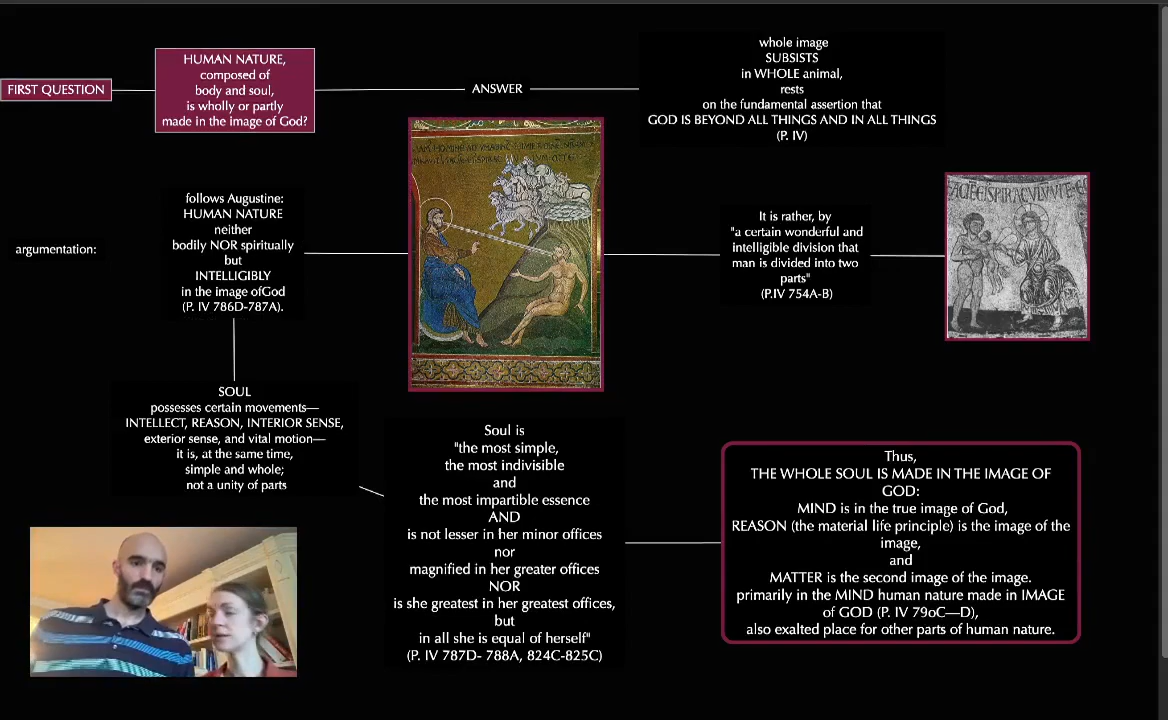 FIRST QUESTION
HUMAN NATURE,
composed of
body and soul,
is wholly or partly
made in the image of God?
ANSWER
whole image
SUBSISTS
in WHOLE animal,
rests
on the fundamental assertion that
GOD IS BEYOND ALL THINGS AND IN ALL THINGS
(P. IV)
argumentation:
follows Augustine:
HUMAN NATURE
neither
bodily NOR spiritually
but
INTELLIGIBLY
in the image ofGod
(P. IV 786D-787A).
It is rather, by
"a certain wonderful and
intelligible division that
man is divided into two
parts"
(P.IV 754A-B)
SOUL
possesses certain movements—
INTELLECT, REASON, INTERIOR SENSE,
exterior sense, and vital motion—
it is, at the same time,
simple and whole;
not a unity of parts
Soul is
"the most simple,
the most indivisible
and
the most impartible essence
AND
is not lesser in her minor offices
nor
magnified in her greater offices
NOR
is she greatest in her greatest offices,
but
in all she is equal of herself"
(P. IV 787D- 788A, 824C-825C)
Thus,
THE WHOLE SOUL IS MADE IN THE IMAGE OF
GOD:
MIND is in the true image of God,
REASON (the material life principle) is the image of the
image,
and
MATTER is the second image of the image.
primarily in the MIND human nature made in IMAGE
of GOD (P. IV 79oC—D),
also exalted place for other parts of human nature.